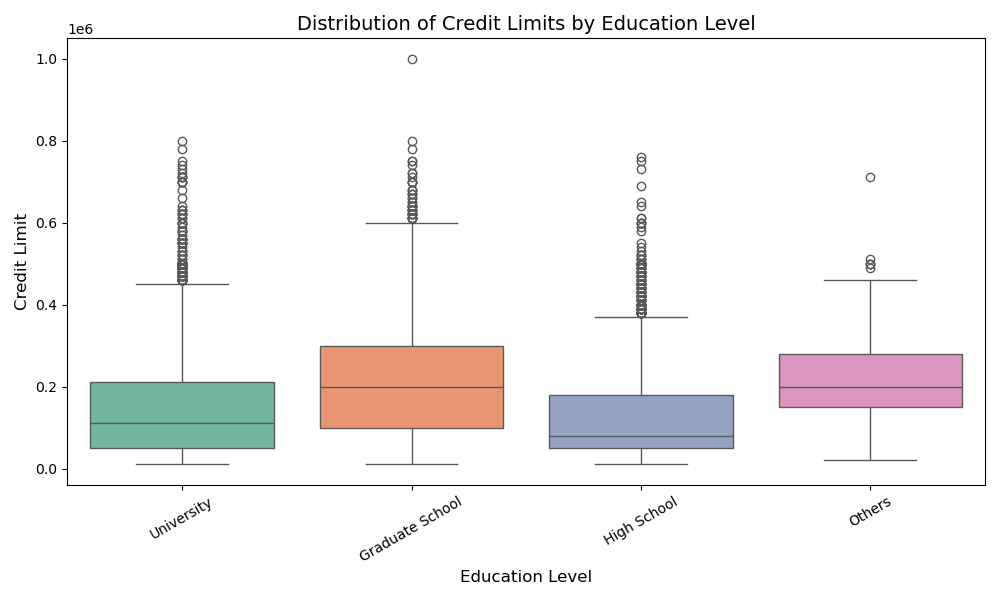 Distribution of Credit Limits by Education Level
1e6
1.0
0.8
0.6
0.4
0.2
0.0
Credit Limit
University
Graduate School
High School
Others
Education Level